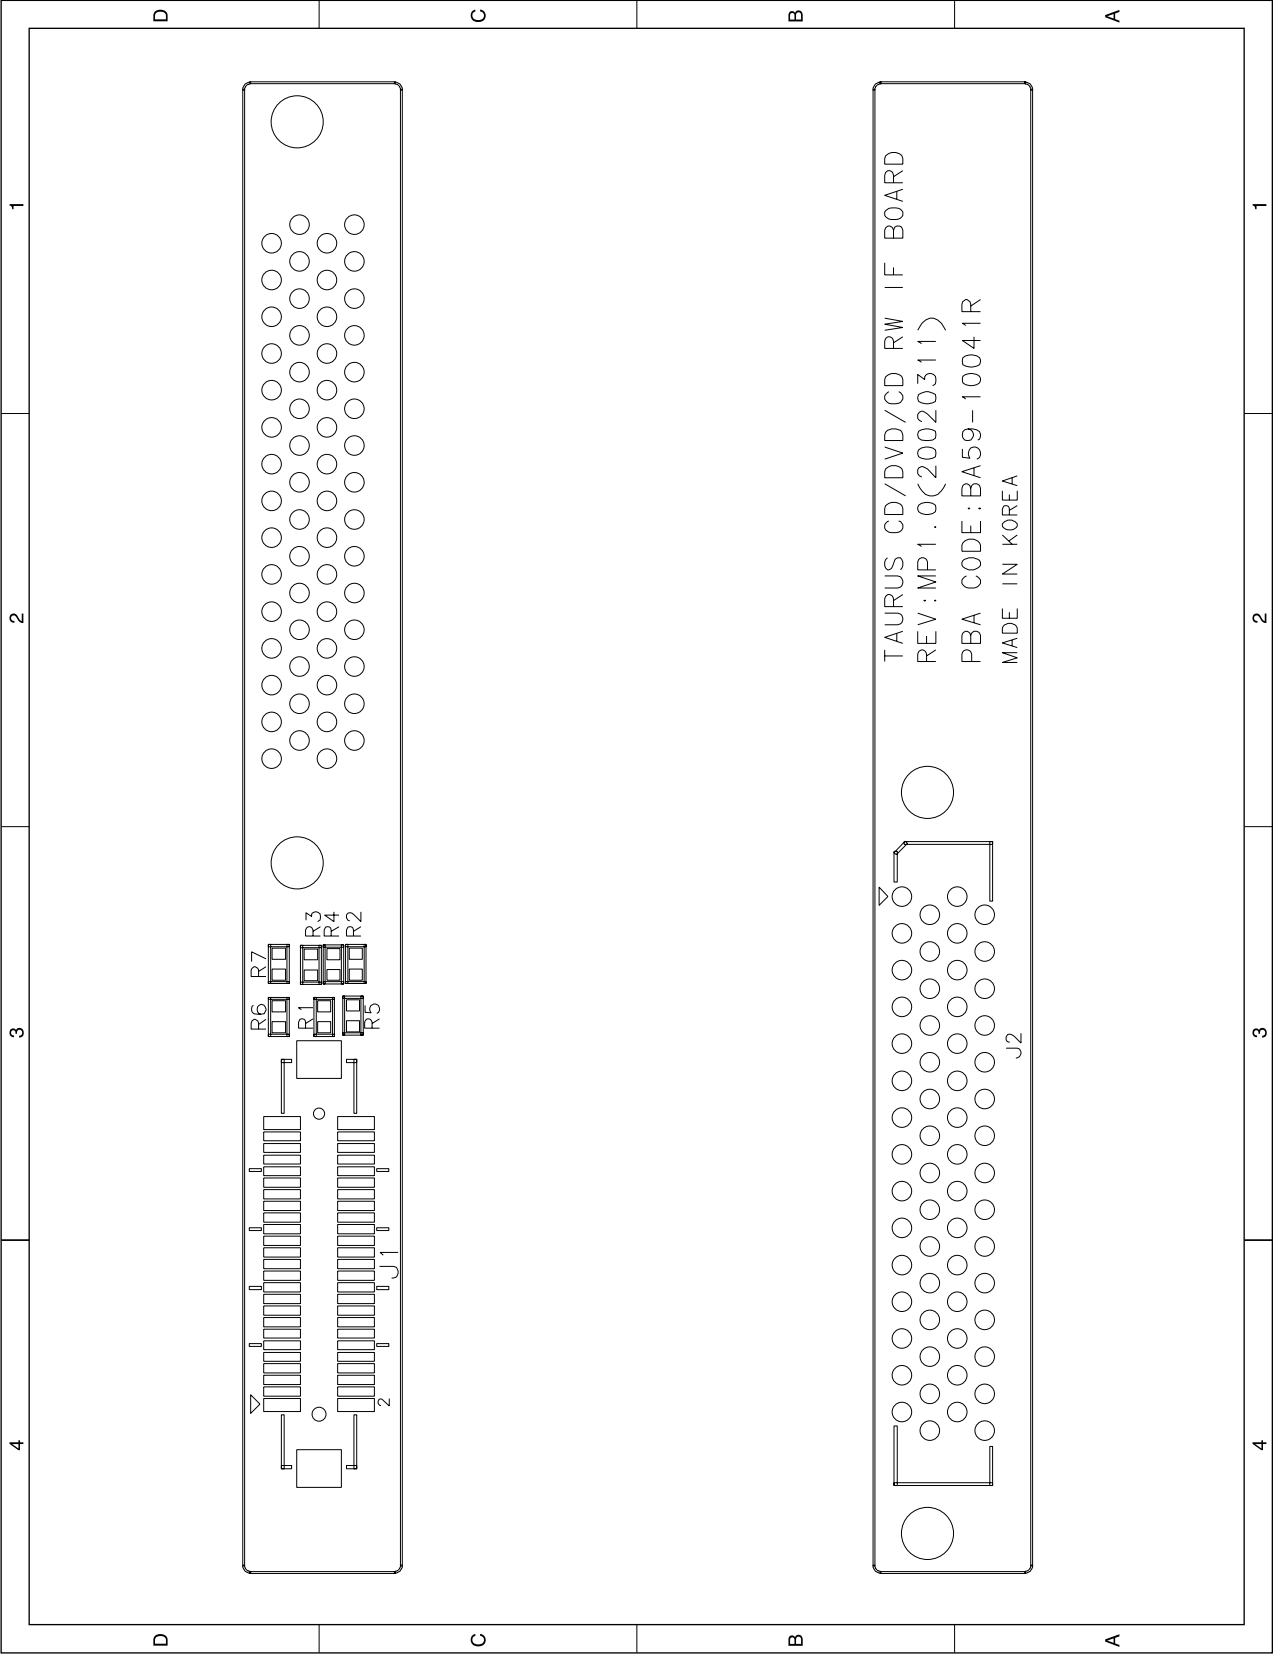 D C B A
1 1
2 2
3 3
4 4
D C B A
R7
R3
R4
R2
R6
R1
R5
J1
2
TAURUS CD/DVD/CD RW IF BOARD
REV:MP1.0(20020311)
PBA CODE:BA59-10041R
MADE IN KOREA
J2